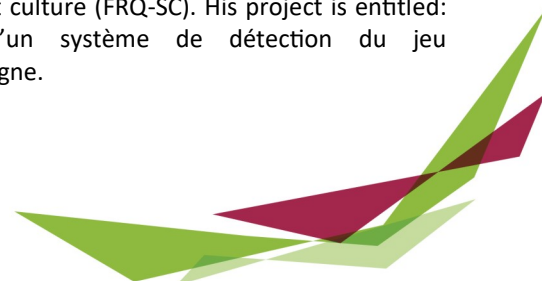 t culture (FRQ-SC). His project is entitled:
'un système de détection du jeu
gne.